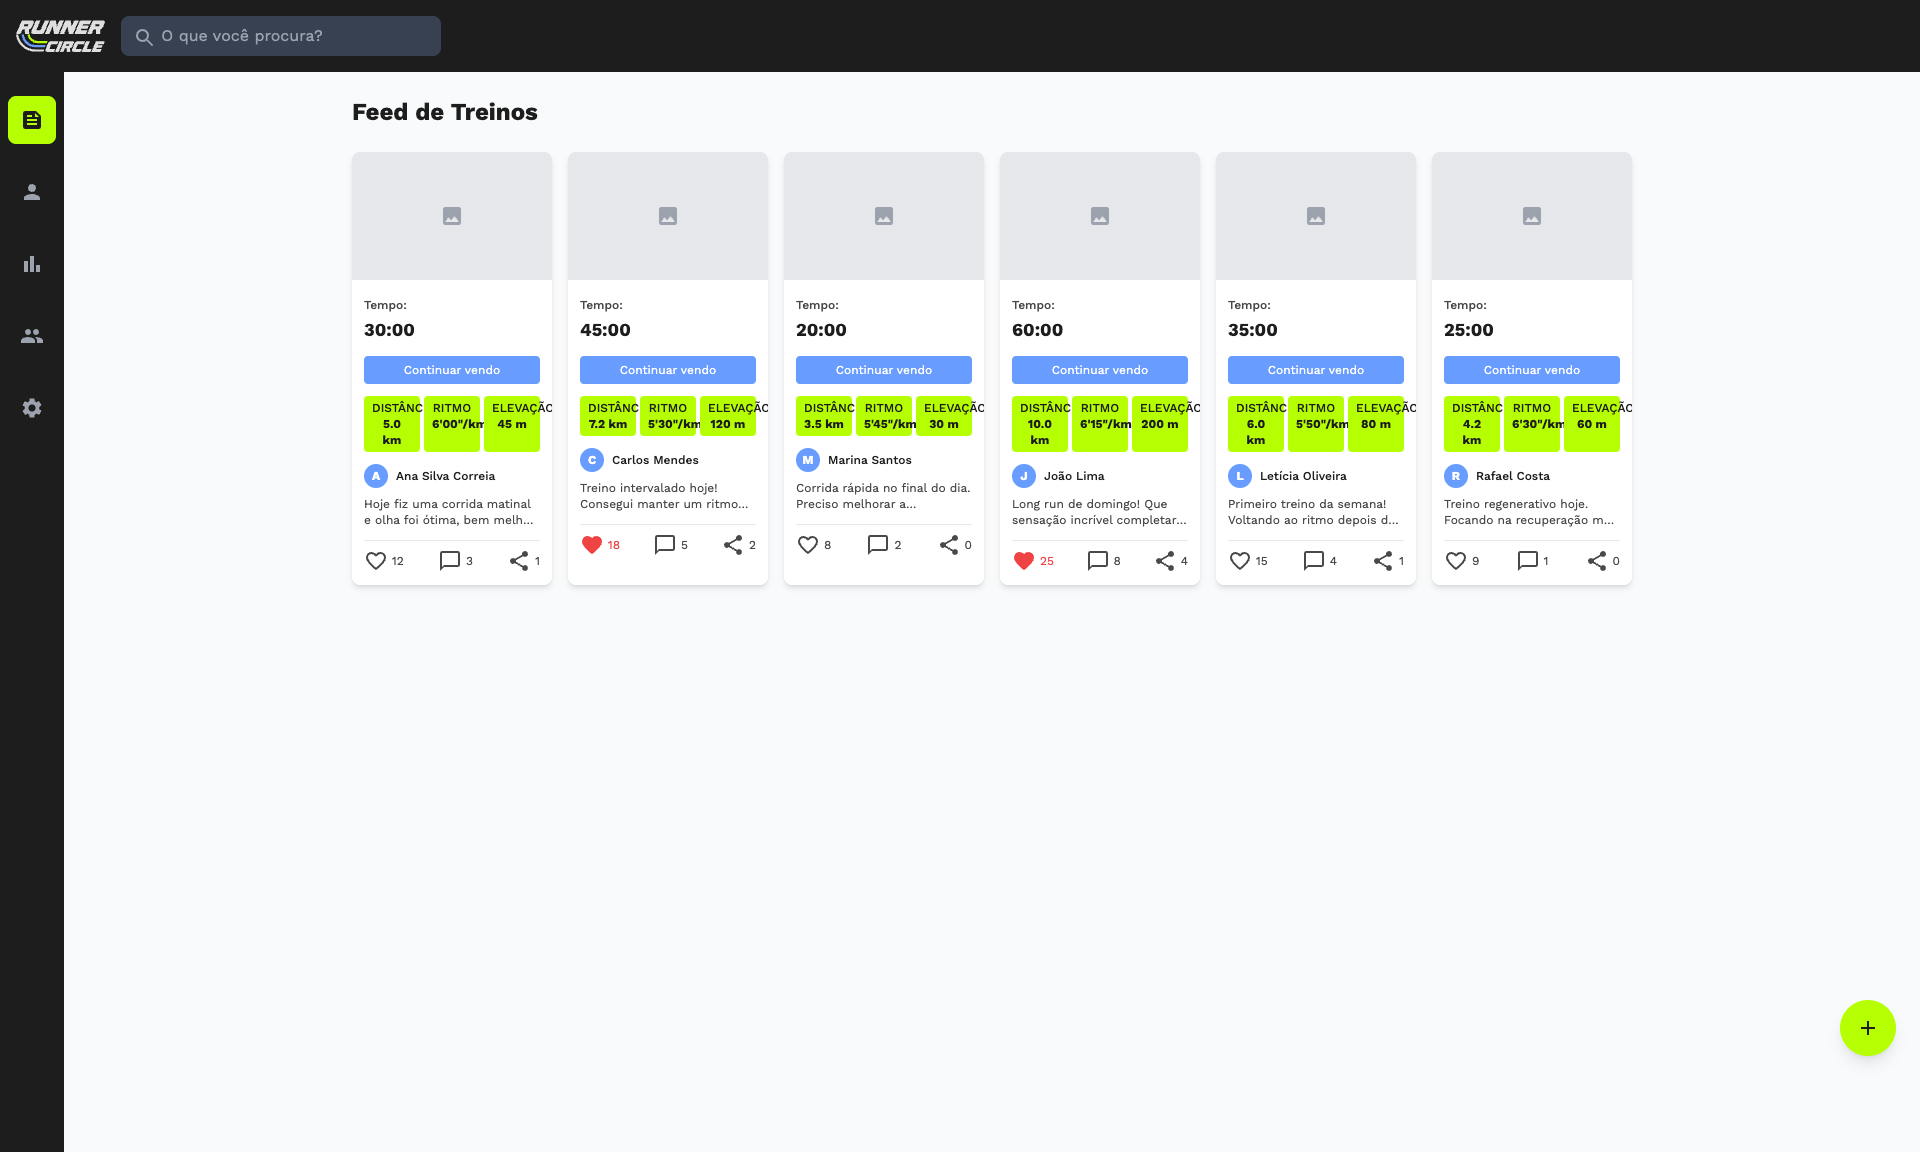 RUNNER
CIRCLE
O que você procura?
Feed de Treinos
Tempo:
30:00
Continuar vendo
DISTÂNC RITMO ELEVAÇÃO
5.0 km 6'00"/km 45 m
A Ana Silva Correia
Hoje fiz uma corrida matinal
e olha foi ótima, bem melh...
12 3 1
Tempo:
45:00
Continuar vendo
DISTÂNC RITMO ELEVAÇÃO
7.2 km 5'30"/km 120 m
C Carlos Mendes
Treino intervalado hoje!
Consegui manter um ritmo...
18 5 2
Tempo:
20:00
Continuar vendo
DISTÂNC RITMO ELEVAÇÃO
3.5 km 5'45"/km 30 m
M Marina Santos
Corrida rápida no final do dia.
Preciso melhorar a...
8 2 0
Tempo:
60:00
Continuar vendo
DISTÂNC RITMO ELEVAÇÃO
10.0 km 6'15"/km 200 m
J João Lima
Long run de domingo! Que
sensação incrível completar...
25 8 4
Tempo:
35:00
Continuar vendo
DISTÂNC RITMO ELEVAÇÃO
6.0 km 5'50"/km 80 m
L Letícia Oliveira
Primeiro treino da semana!
Voltando ao ritmo depois d...
15 4 1
Tempo:
25:00
Continuar vendo
DISTÂNC RITMO ELEVAÇÃO
4.2 km 6'30"/km 60 m
R Rafael Costa
Treino regenerativo hoje.
Focando na recuperação m...
9 1 0